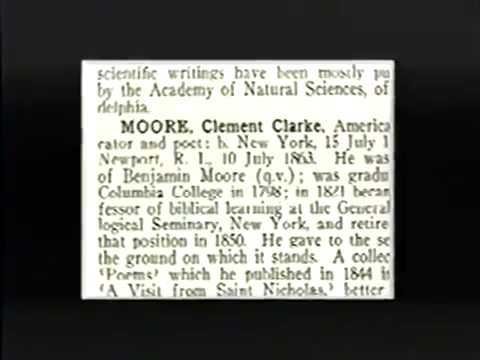 scientific writings have been mostly pu
by the Academy of Natural Sciences, of
delphia.
MOORE, Clement Clarke, America
cator and poet: b. New York, 15 July 1
Newport, R. I., 10 July 1863. He was
of Benjamin Moore (q.v.); was gradu
Columbia College in 1798; in 1821 becam
fessor of biblical learning at the General
logical Seminary, New York, and retire
that position in 1850. He gave to the se
the ground on which it stands. A collec
'Poems' which he published in 1844 i
'A Visit from Saint Nicholas,' better